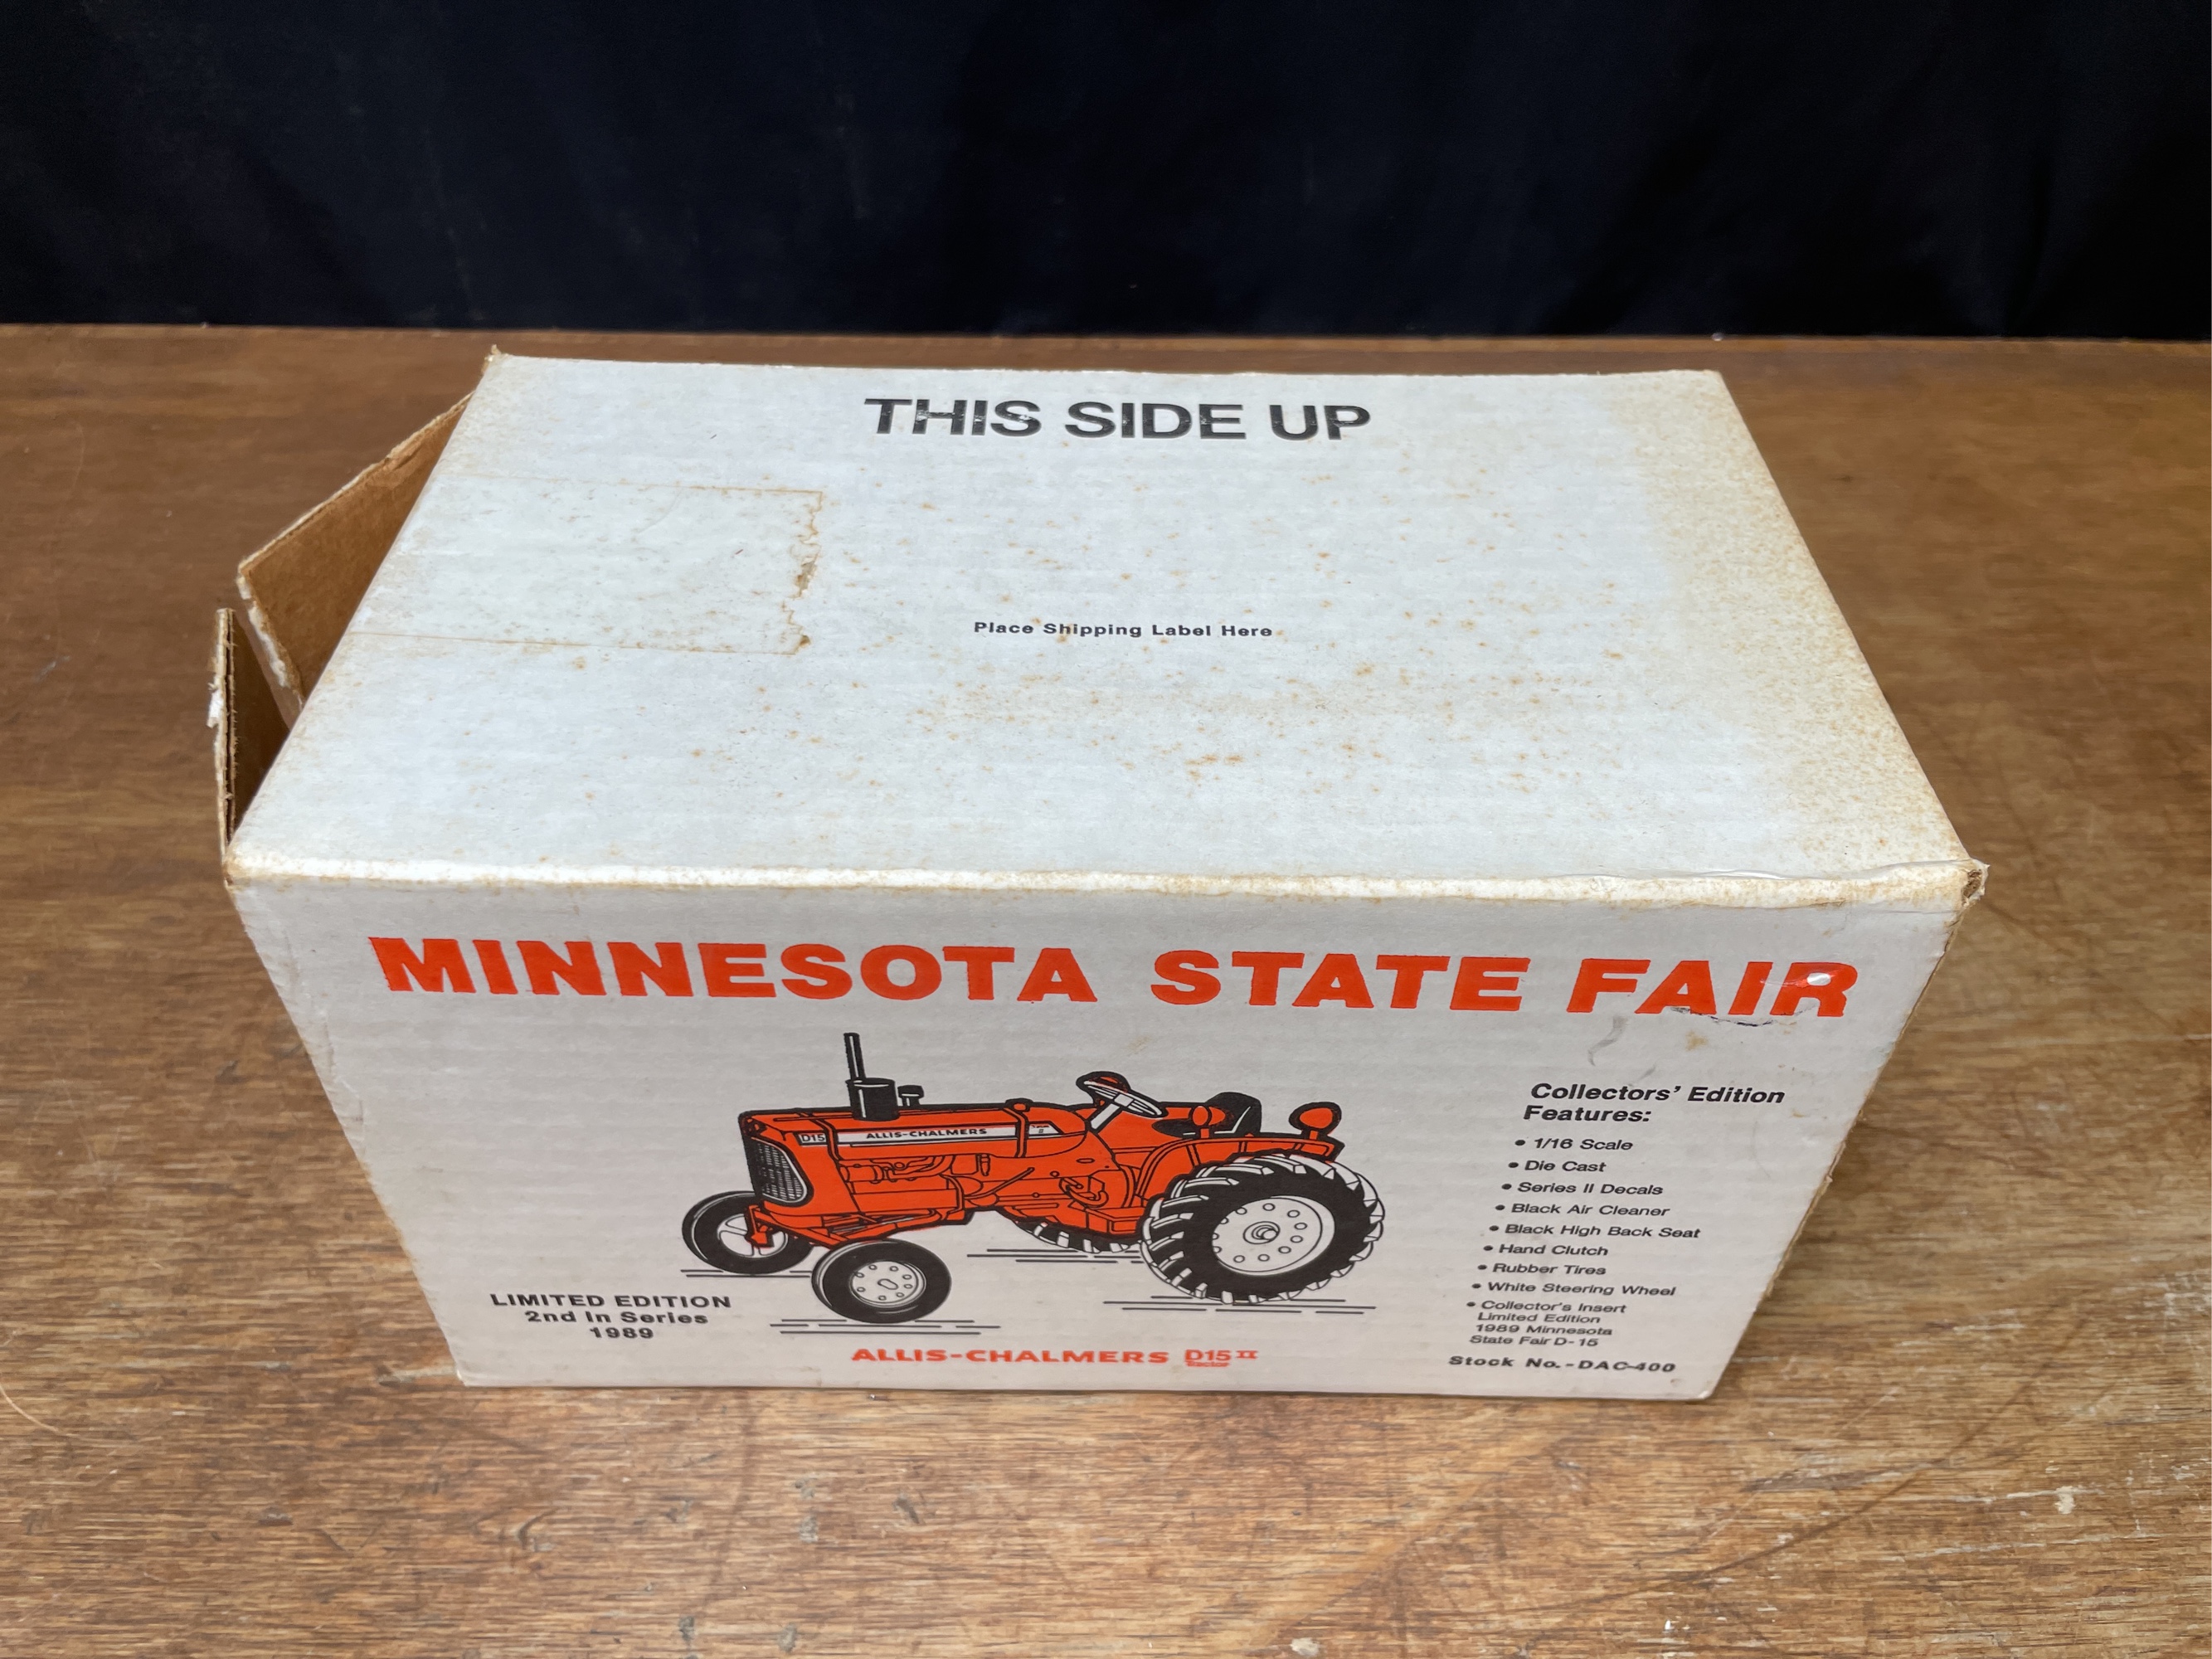 THIS SIDE UP
Place Shipping Label Here
MINNESOTA STATE FAIR
D15 ALLIS-CHALMERS
Collectors' Edition
Features:
• 1/16 Scale
• Die Cast
• Series II Decals
• Black Air Cleaner
• Black High Back Seat
• Hand Clutch
• Rubber Tires
• White Steering Wheel
• Collector's Insert
Limited Edition
1989 Minnesota
State Fair D-15
Stock No.-DAC-400
LIMITED EDITION
2nd In Series
1989
ALLIS-CHALMERS D15 II
Tractor